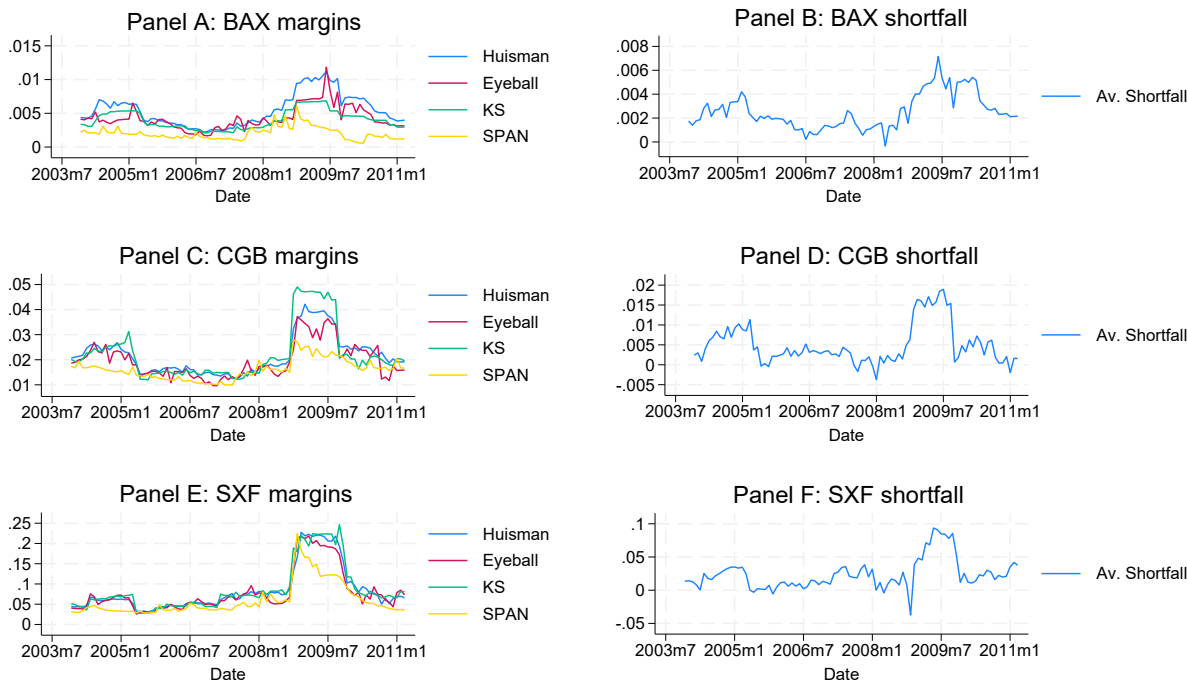 Panel A: BAX margins
.015
.01
.005
0
2003m7 2005m1 2006m7 2008m1 2009m7 2011m1
Date
Huisman
Eyeball
KS
SPAN
Panel B: BAX shortfall
.008
.006
.004
.002
0
2003m7 2005m1 2006m7 2008m1 2009m7 2011m1
Date
Av. Shortfall
Panel C: CGB margins
.05
.04
.03
.02
.01
2003m7 2005m1 2006m7 2008m1 2009m7 2011m1
Date
Huisman
Eyeball
KS
SPAN
Panel D: CGB shortfall
.02
.015
.01
.005
0
-.005
2003m7 2005m1 2006m7 2008m1 2009m7 2011m1
Date
Av. Shortfall
Panel E: SXF margins
.25
.2
.15
.1
.05
0
2003m7 2005m1 2006m7 2008m1 2009m7 2011m1
Date
Huisman
Eyeball
KS
SPAN
Panel F: SXF shortfall
.1
.05
0
-.05
2003m7 2005m1 2006m7 2008m1 2009m7 2011m1
Date
Av. Shortfall